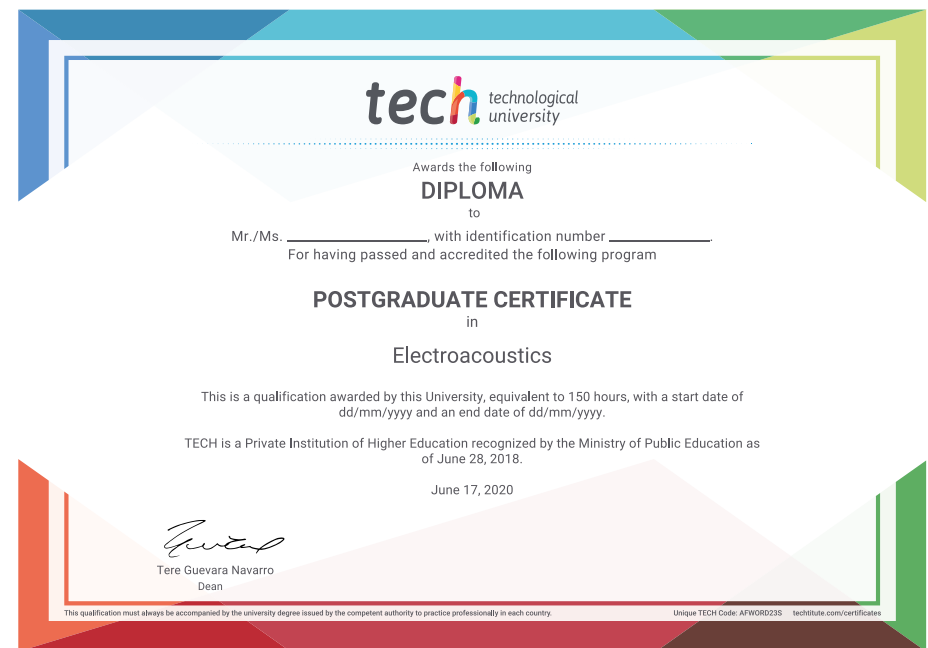 tech technological
university
Awards the following
DIPLOMA
to
Mr./Ms. ____________, with identification number ____________.
For having passed and accredited the following program
POSTGRADUATE CERTIFICATE
in
Electroacoustics
This is a qualification awarded by this University, equivalent to 150 hours, with a start date of
dd/mm/yyyy and an end date of dd/mm/yyyy.
TECH is a Private Institution of Higher Education recognized by the Ministry of Public Education as
of June 28, 2018.
June 17, 2020
Tere Guevara Navarro
Dean
This qualification must always be accompanied by the university degree issued by the competent authority to practice professionally in each country. Unique TECH Code: AFWORD23S techtitute.com/certificates